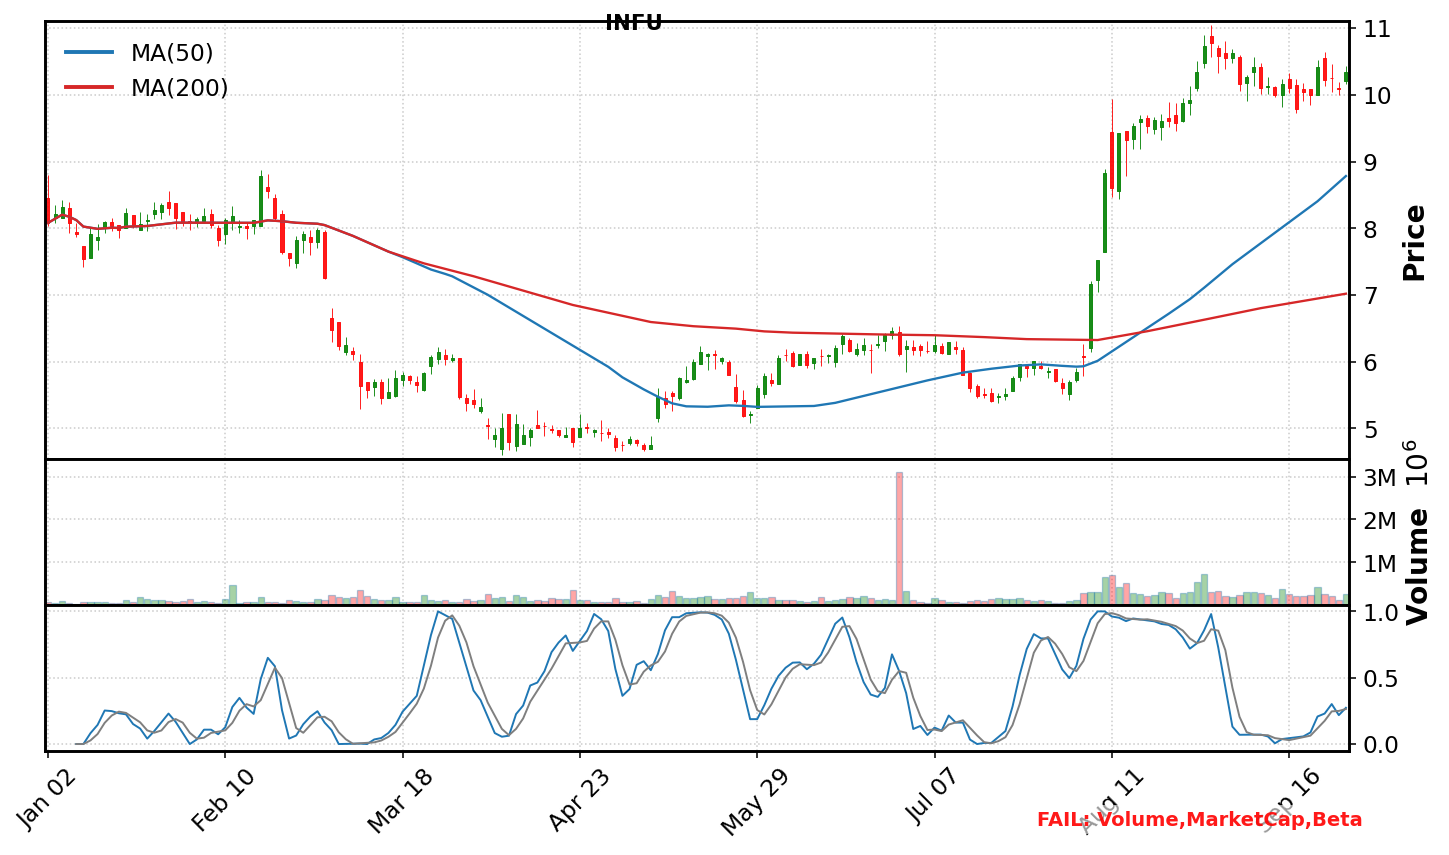 INFU
MA(50)
MA(200)
11
10
9
8
7
6
5
Price
10^6
3M
2M
1M
Volume
1.0
0.5
0.0
Jan 02
Feb 10
Mar 18
Apr 23
May 29
Jul 07
Aug 11
Sep 16
FAIL: Volume,MarketCap,Beta